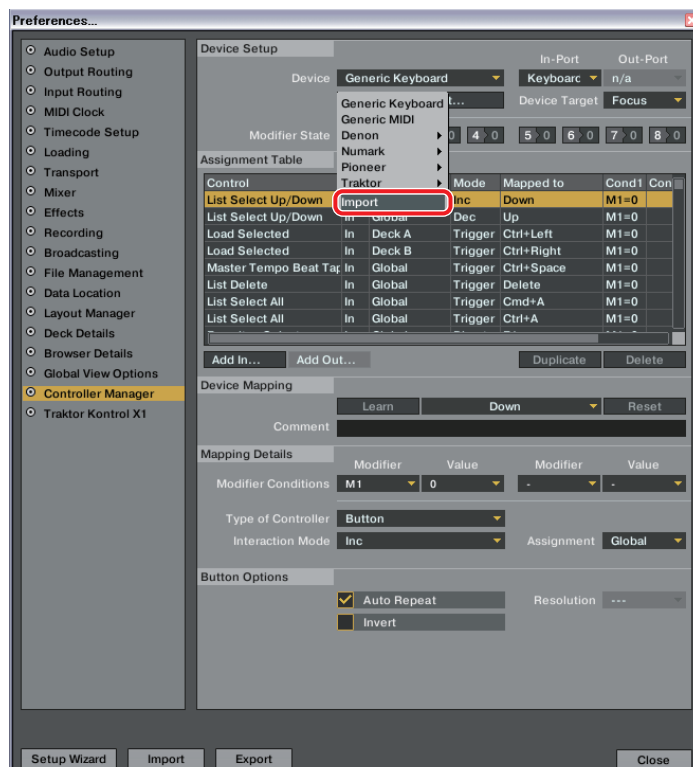 Preferences...
Audio Setup
Output Routing
Input Routing
MIDI Clock
Timecode Setup
Loading
Transport
Mixer
Effects
Recording
Broadcasting
File Management
Data Location
Layout Manager
Deck Details
Browser Details
Global View Options
Controller Manager
Traktor Kontrol X1
Device Setup
In-Port Out-Port
Device Generic Keyboard n/a
Generic Keyboard
Generic MIDI
Denon
Numark
Pioneer
Traktor
Import
Device Target Focus
Modifier State 0 4 0 5 0 6 0 7 0 8 0
Assignment Table
Control Mode Mapped to Cond1
List Select Up/Down Inc Down M1=0
List Select Up/Down In Global Dec Up M1=0
Load Selected In Deck A Trigger Ctrl+Left M1=0
Load Selected In Deck B Trigger Ctrl+Right M1=0
Master Tempo Beat Tap In Global Trigger Ctrl+Space M1=0
List Delete In Global Trigger Delete M1=0
List Select All In Global Trigger Cmd+A M1=0
List Select All In Global Trigger Ctrl+A M1=0
Add In... Add Out... Duplicate Delete
Device Mapping
Learn Down Reset
Comment
Mapping Details
Modifier Value Modifier Value
Modifier Conditions M1 0 - -
Type of Controller Button
Interaction Mode Inc Assignment Global
Button Options
Auto Repeat Resolution ---
Invert
Setup Wizard Import Export Close